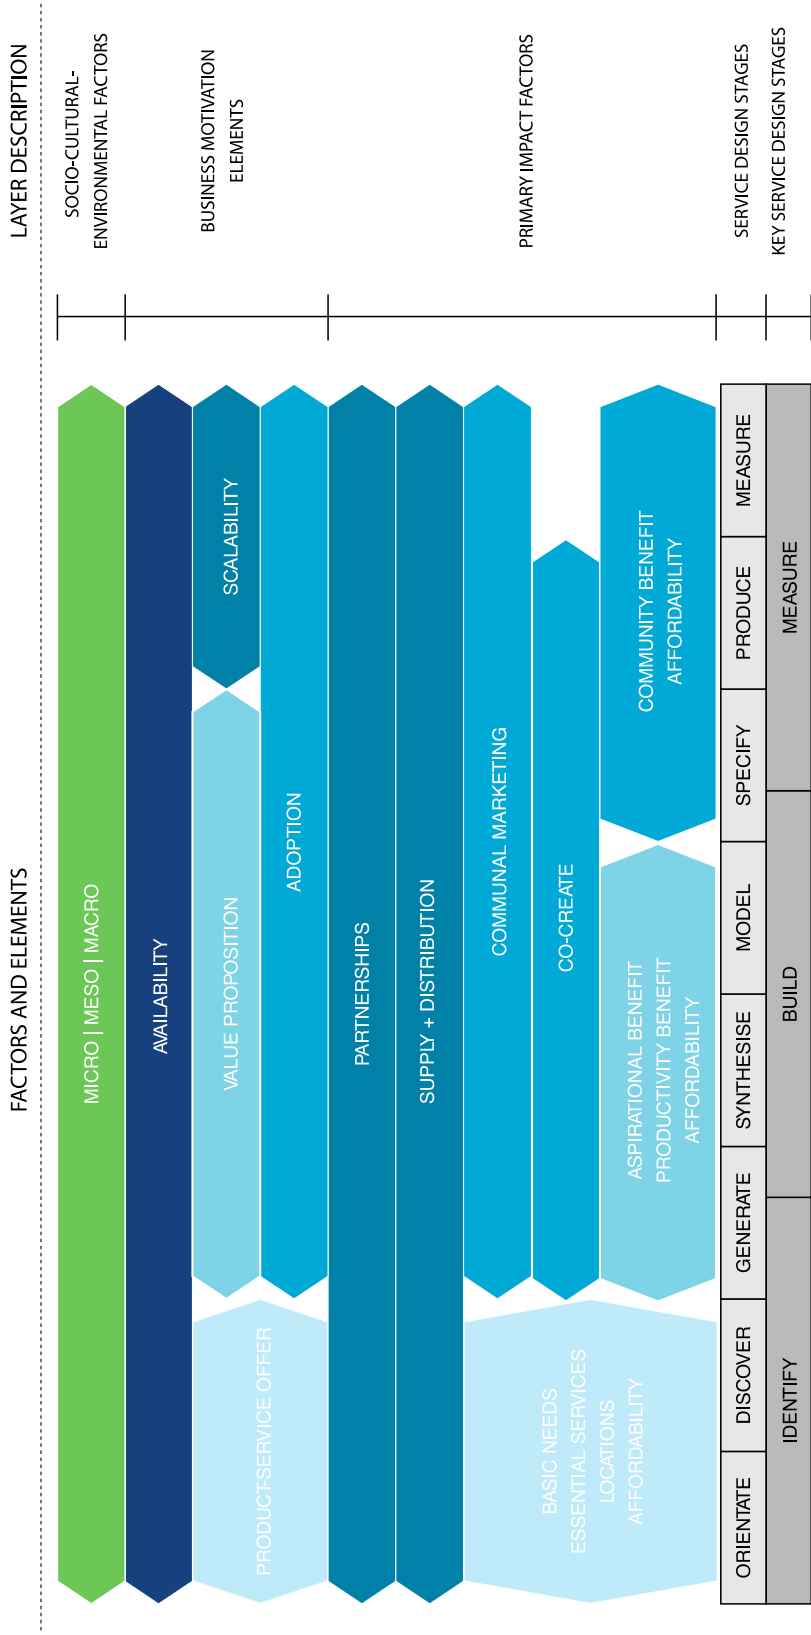 FACTORS AND ELEMENTS
LAYER DESCRIPTION
MICRO | MESO | MACRO
SOCIO-CULTURAL-
ENVIRONMENTAL FACTORS
AVAILABILITY
PRODUCT-SERVICE OFFER
VALUE PROPOSITION
SCALABILITY
ADOPTION
BUSINESS MOTIVATION
ELEMENTS
PARTNERSHIPS
SUPPLY + DISTRIBUTION
BASIC NEEDS
ESSENTIAL SERVICES
LOCATIONS
AFFORDABILITY
COMMUNAL MARKETING
CO-CREATE
ASPIRATIONAL BENEFIT
PRODUCTIVITY BENEFIT
AFFORDABILITY
COMMUNITY BENEFIT
AFFORDABILITY
PRIMARY IMPACT FACTORS
ORIENTATE
DISCOVER
GENERATE
SYNTHESISE
MODEL
SPECIFY
PRODUCE
MEASURE
SERVICE DESIGN STAGES
IDENTIFY
BUILD
MEASURE
KEY SERVICE DESIGN STAGES